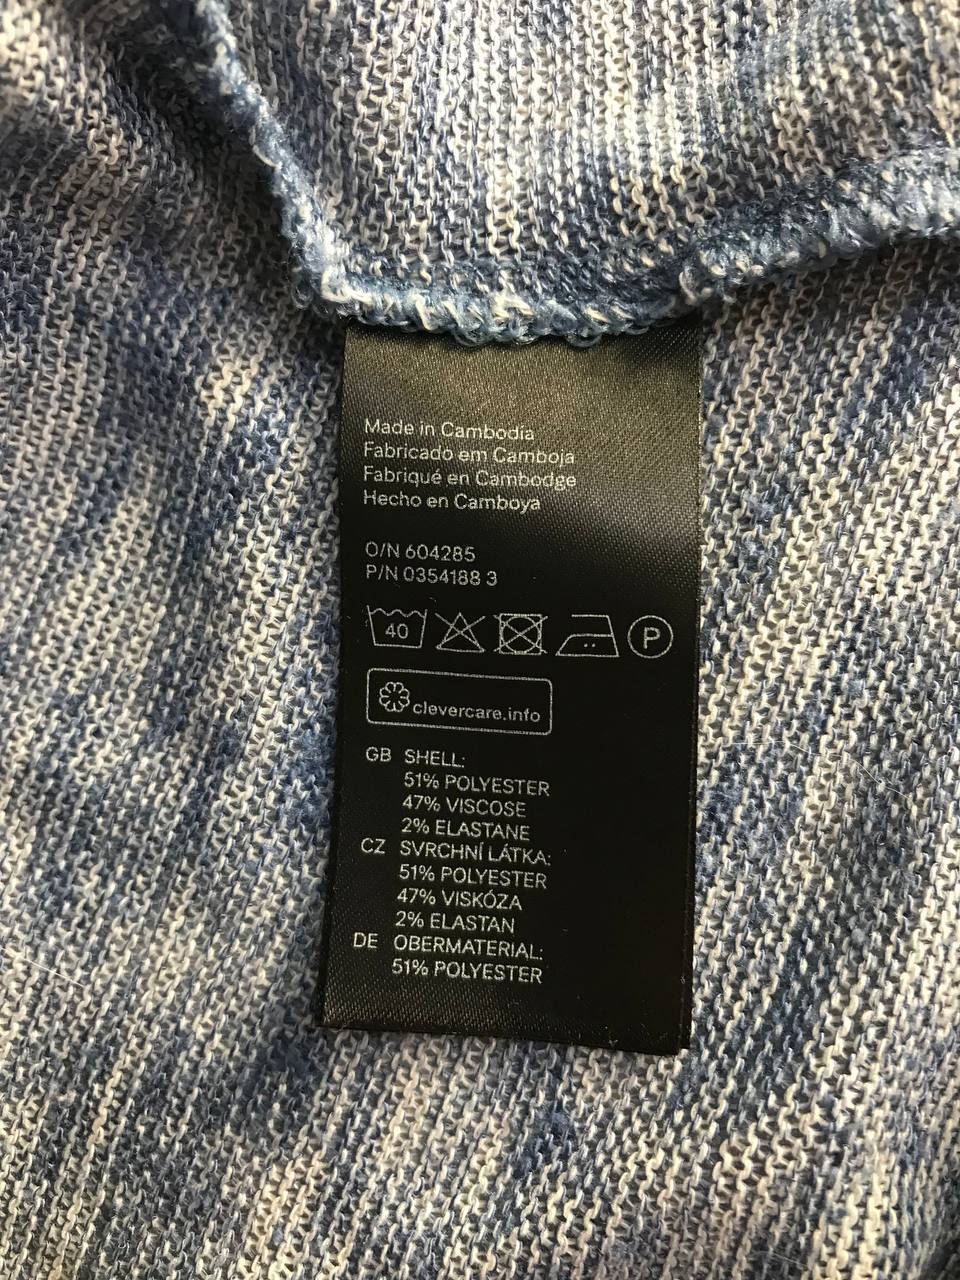 Made in Cambodia
Fabricado em Camboja
Fabriqué en Cambodge
Hecho en Camboya
O/N 604285
P/N 0354188 3
40 P
clevercare.info
GB SHELL:
51% POLYESTER
47% VISCOSE
2% ELASTANE
CZ SVRCHNÍ LÁTKA:
51% POLYESTER
47% VISKÓZA
2% ELASTAN
DE OBERMATERIAL:
51% POLYESTER